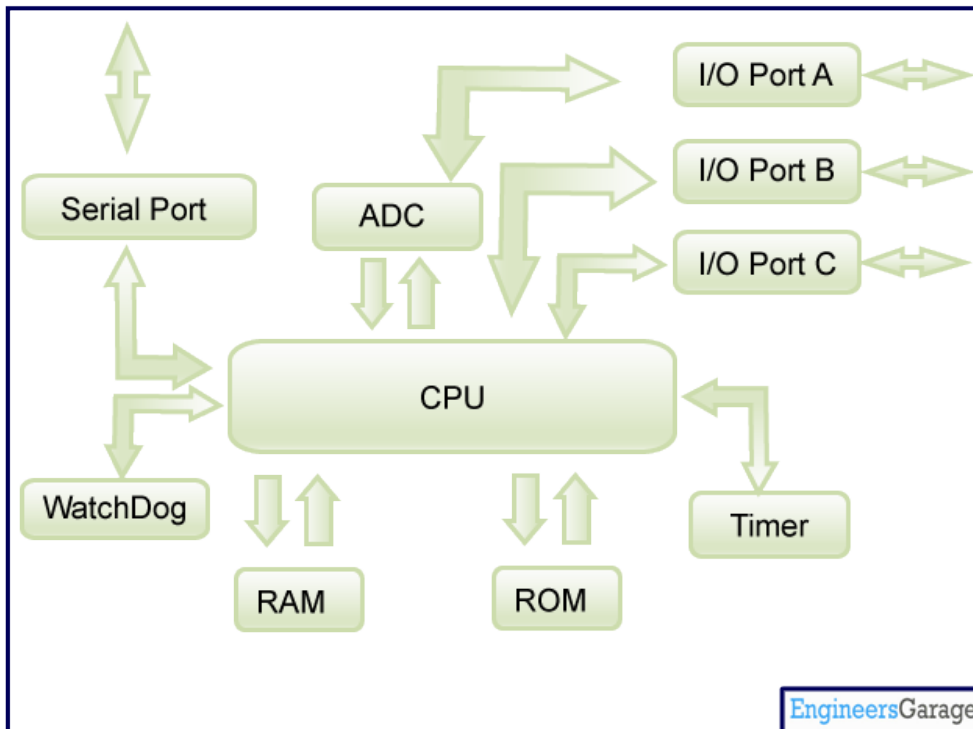 I/O Port A
I/O Port B
Serial Port
ADC
I/O Port C
CPU
WatchDog
Timer
RAM
ROM
EngineersGarage